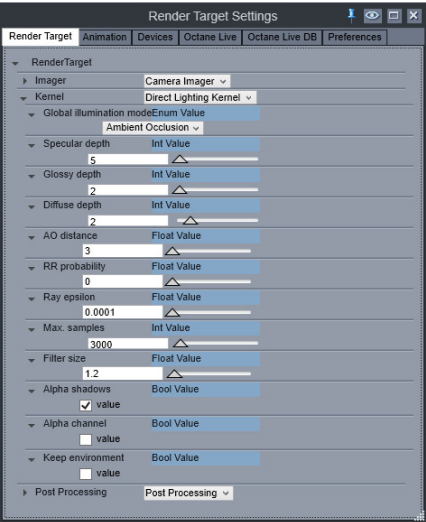 Render Target Settings
Render Target Animation Devices Octane Live Octane Live DB Preferences
RenderTarget
Imager Camera Imager
Kernel Direct Lighting Kernel
Global illumination mode Enum Value
Ambient Occlusion
Specular depth Int Value
5
Glossy depth Int Value
2
Diffuse depth Int Value
2
AO distance Float Value
3
RR probability Float Value
0
Ray epsilon Float Value
0.0001
Max. samples Int Value
3000
Filter size Float Value
1.2
Alpha shadows Bool Value
value
Alpha channel Bool Value
value
Keep environment Bool Value
value
Post Processing Post Processing